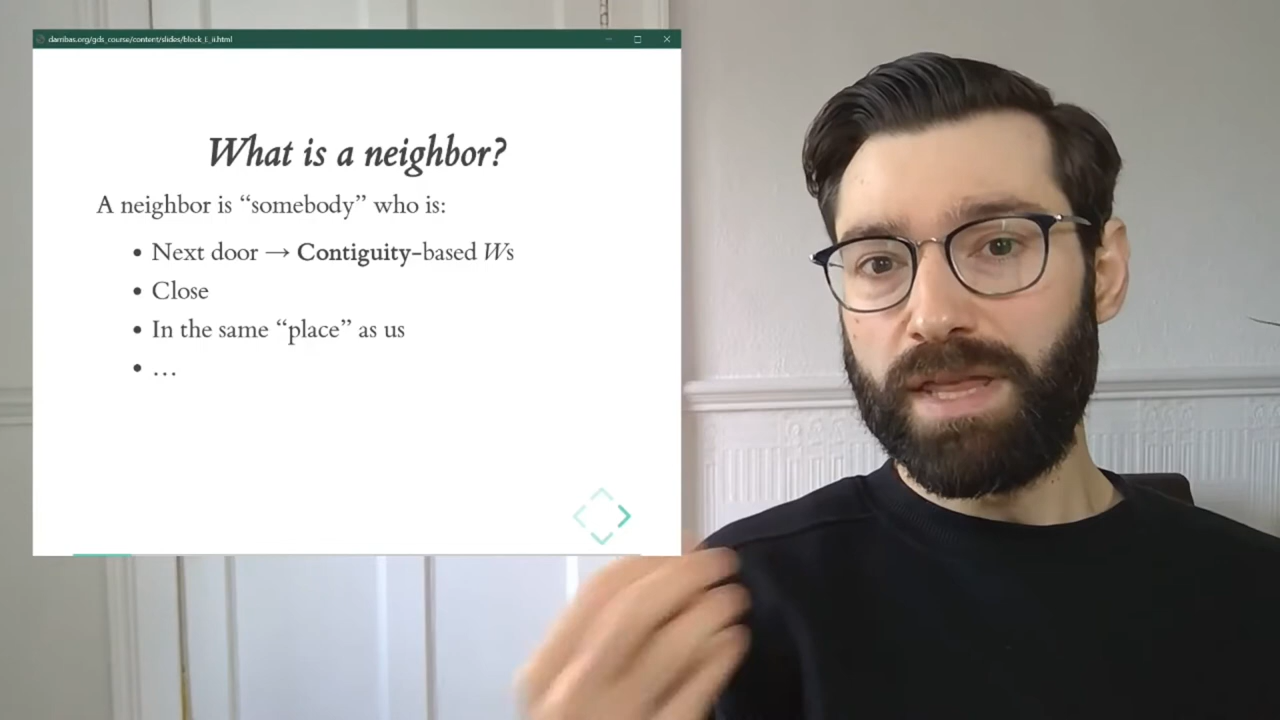 darribas.org/gds_course/content/slides/block_E_ii.html
What is a neighbor?
A neighbor is “somebody” who is:
• Next door → Contiguity-based Ws
• Close
• In the same “place” as us
• …